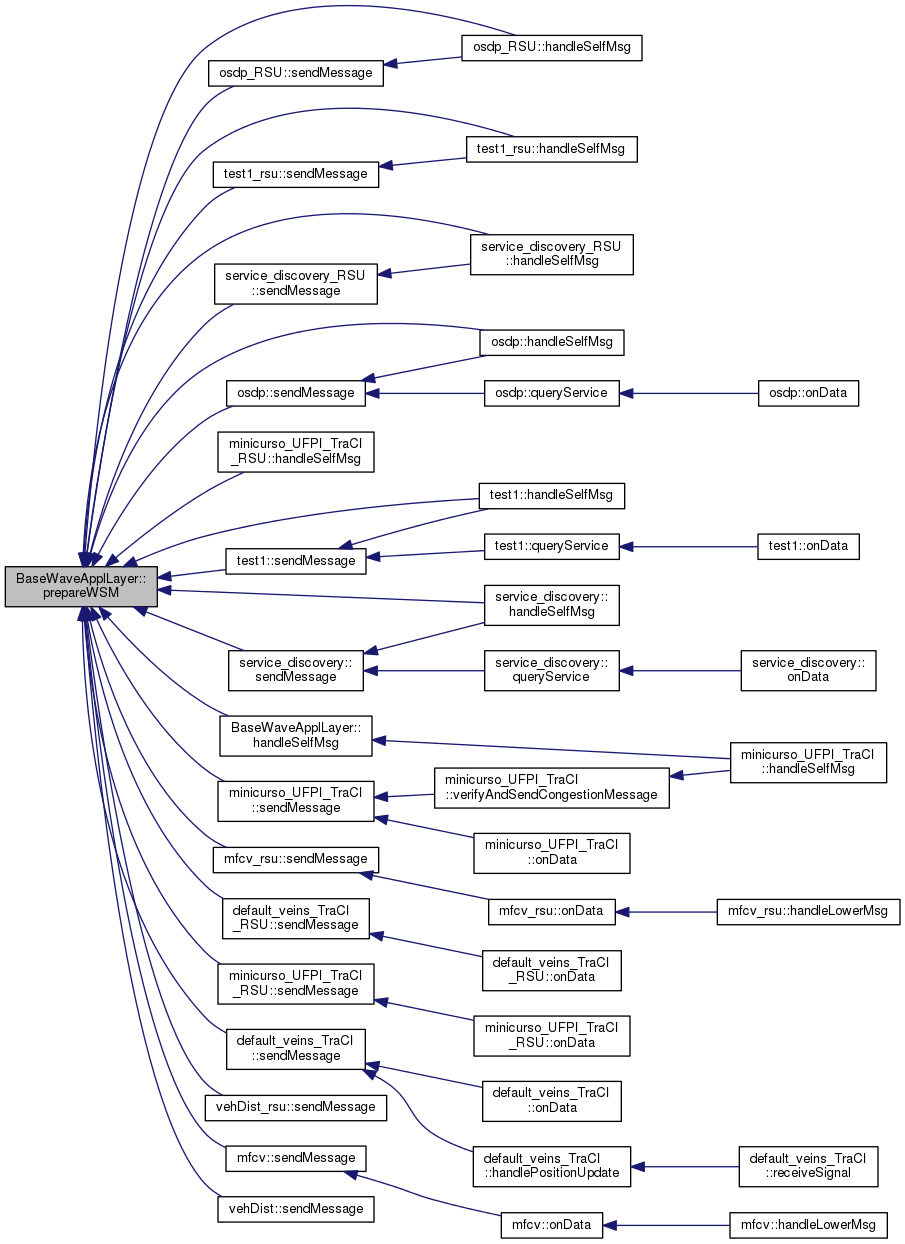 osdp_RSU::handleSelfMsg
osdp_RSU::sendMessage
test1_rsu::handleSelfMsg
test1_rsu::sendMessage
service_discovery_RSU
::handleSelfMsg
service_discovery_RSU
::sendMessage
osdp::handleSelfMsg
osdp::sendMessage
osdp::queryService
osdp::onData
minicurso_UFPI_TraCI
_RSU::handleSelfMsg
test1::handleSelfMsg
test1::sendMessage
test1::queryService
test1::onData
BaseWaveApplLayer::
prepareWSM
service_discovery::
handleSelfMsg
service_discovery::
sendMessage
service_discovery::
queryService
service_discovery::
onData
BaseWaveApplLayer::
handleSelfMsg
minicurso_UFPI_TraCI
::handleSelfMsg
minicurso_UFPI_TraCI
::sendMessage
minicurso_UFPI_TraCI
::verifyAndSendCongestionMessage
minicurso_UFPI_TraCI
::onData
mfcv_rsu::sendMessage
mfcv_rsu::onData
mfcv_rsu::handleLowerMsg
default_veins_TraCI
_RSU::sendMessage
default_veins_TraCI
_RSU::onData
minicurso_UFPI_TraCI
_RSU::sendMessage
minicurso_UFPI_TraCI
_RSU::onData
default_veins_TraCI
::sendMessage
default_veins_TraCI
::onData
vehDist_rsu::sendMessage
default_veins_TraCI
::handlePositionUpdate
default_veins_TraCI
::receiveSignal
mfcv::sendMessage
vehDist::sendMessage
mfcv::onData
mfcv::handleLowerMsg